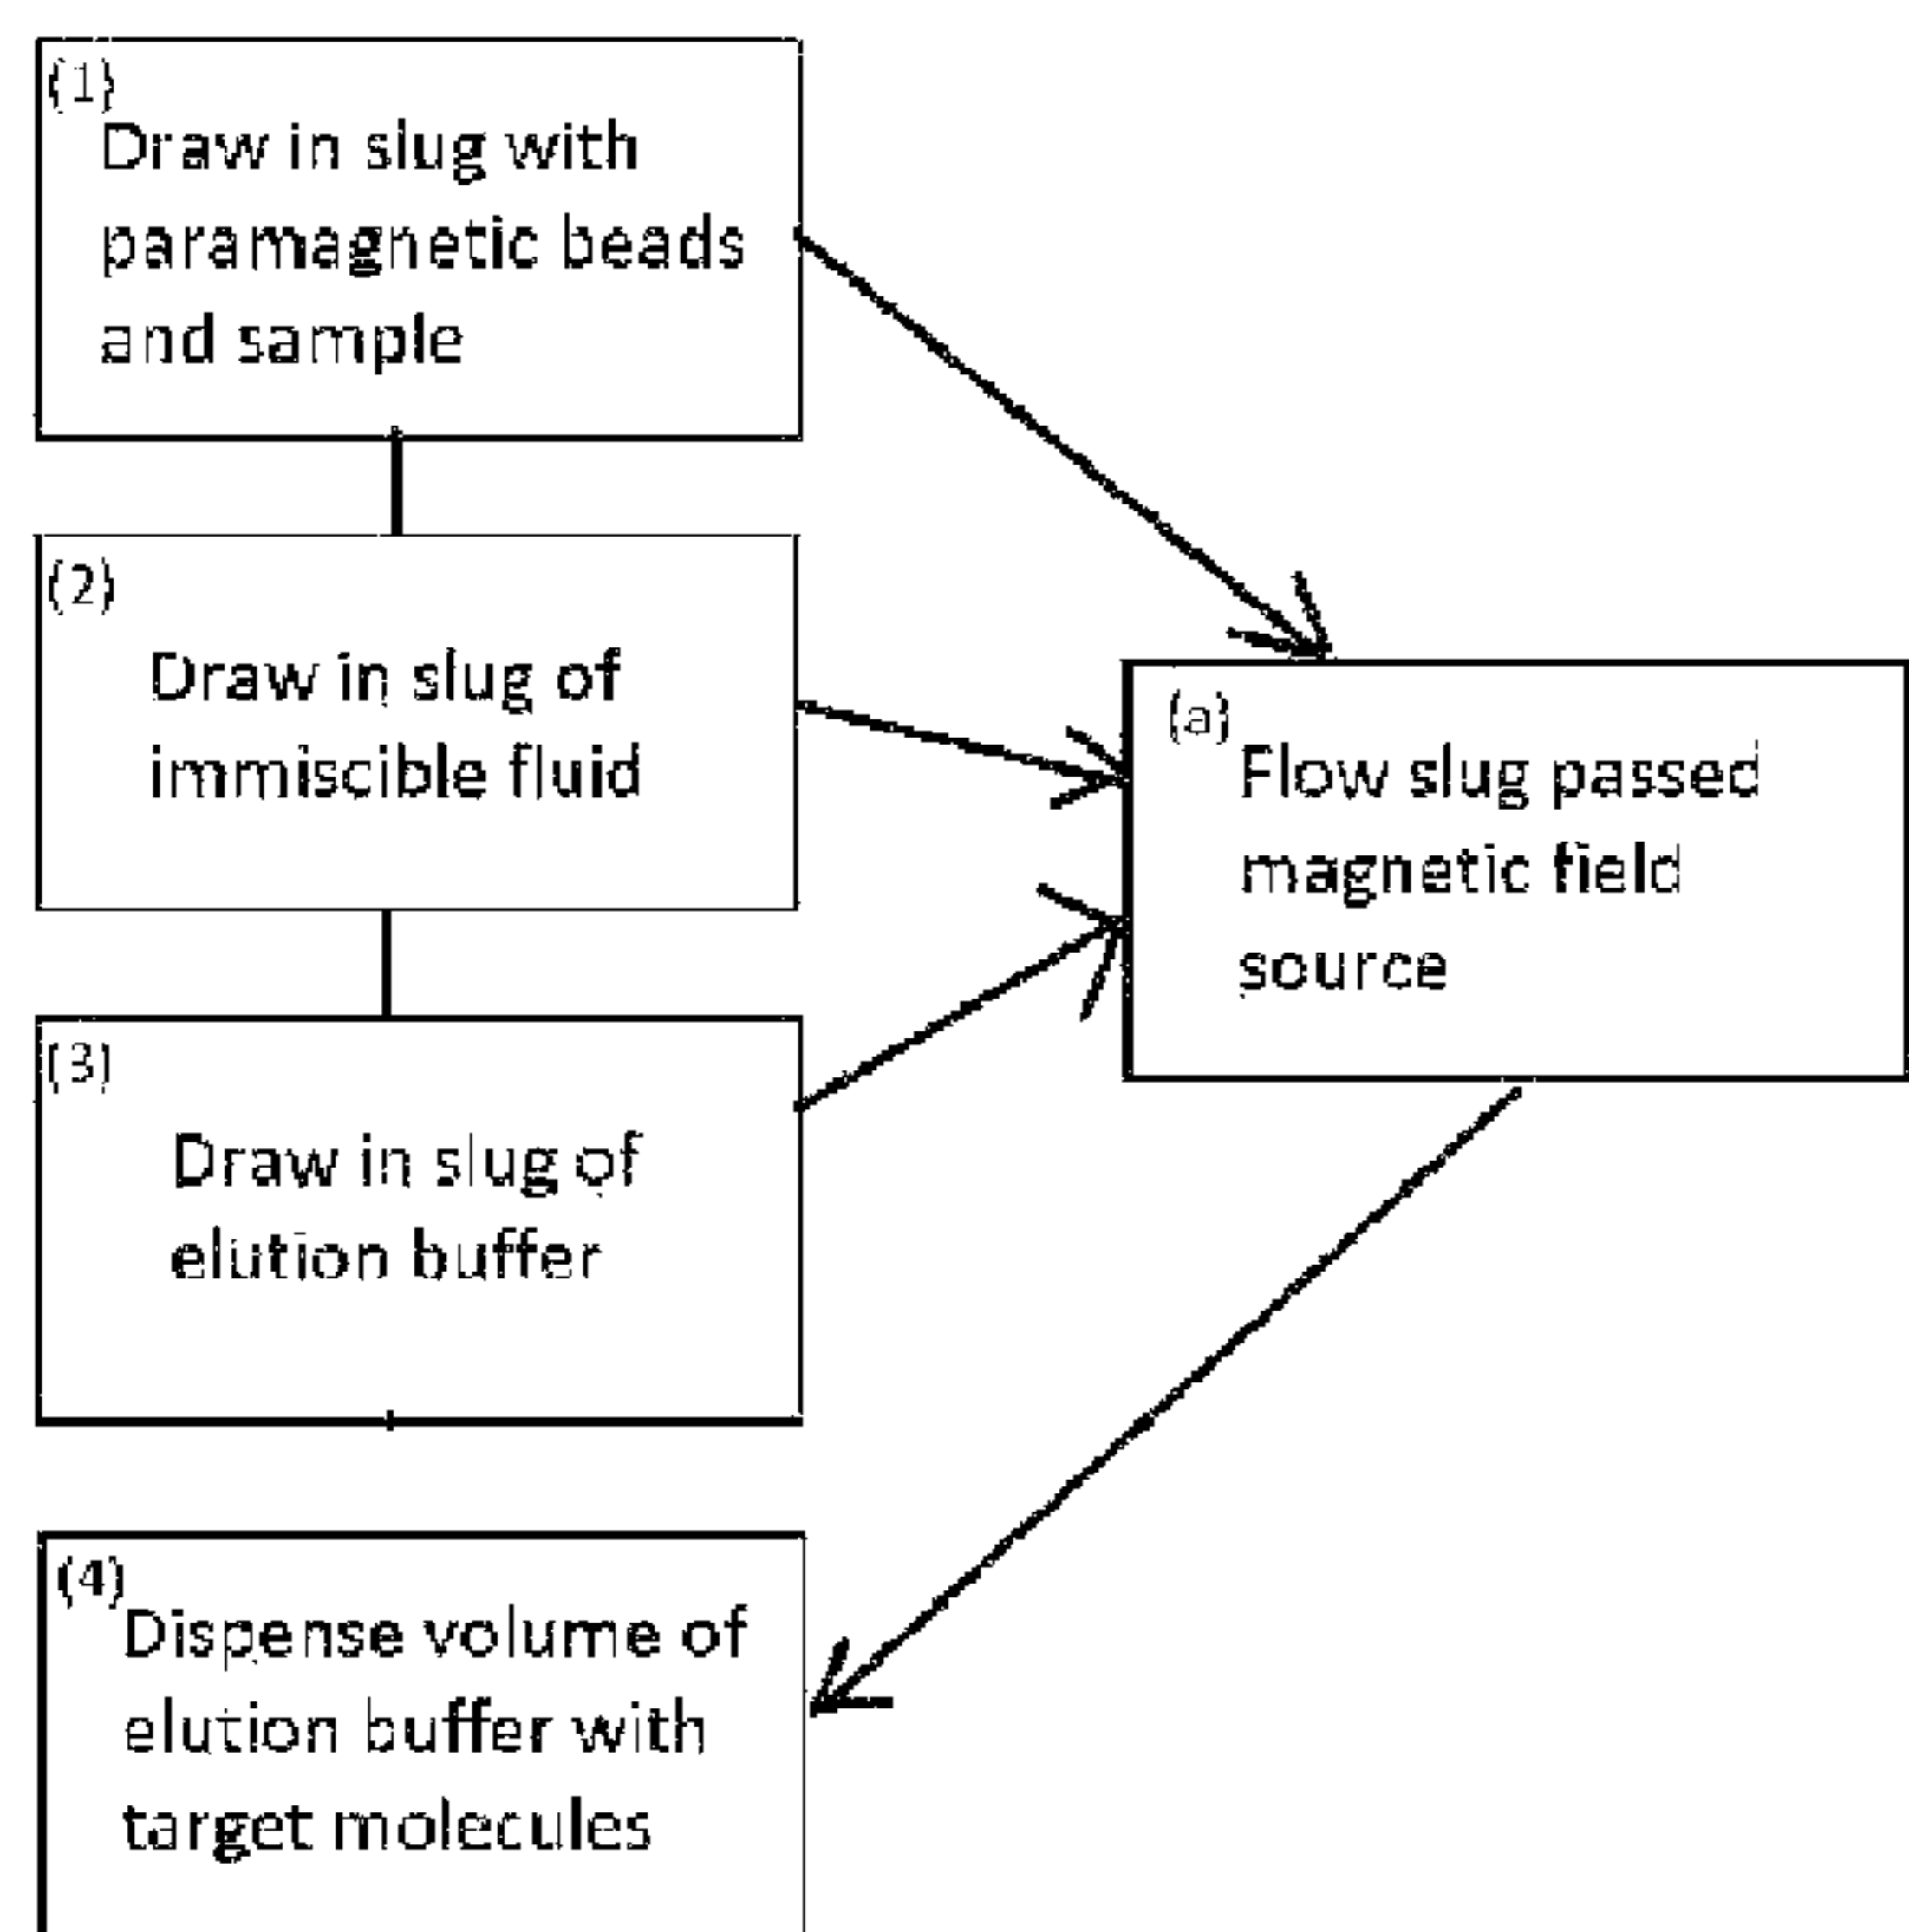 (1)
Draw in slug with
paramagnetic beads
and sample
(2)
Draw in slug of
immiscible fluid
(a)
Flow slug passed
magnetic field
source
(3)
Draw in slug of
elution buffer
(4)
Dispense volume of
elution buffer with
target molecules